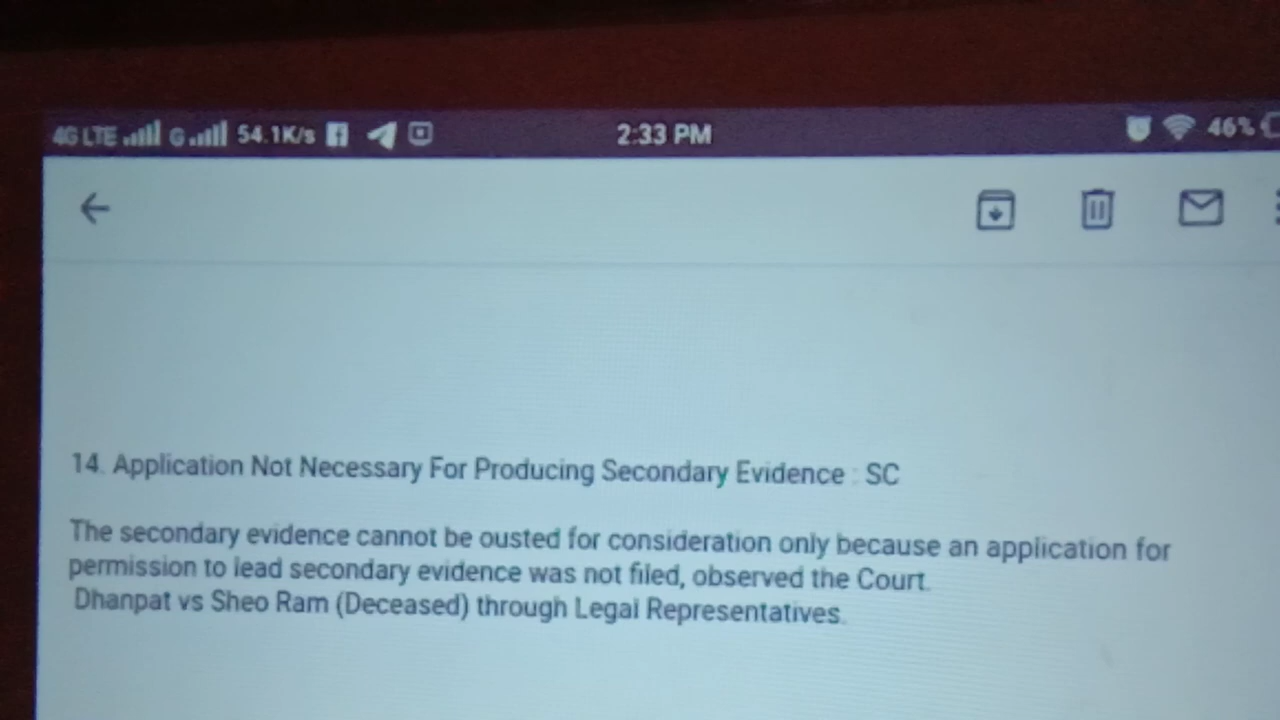 4G LTE G 54.1K/s 2:33 PM 46%
14. Application Not Necessary For Producing Secondary Evidence : SC
The secondary evidence cannot be ousted for consideration only because an application for
permission to lead secondary evidence was not filed, observed the Court.
Dhanpat vs Sheo Ram (Deceased) through Legal Representatives.